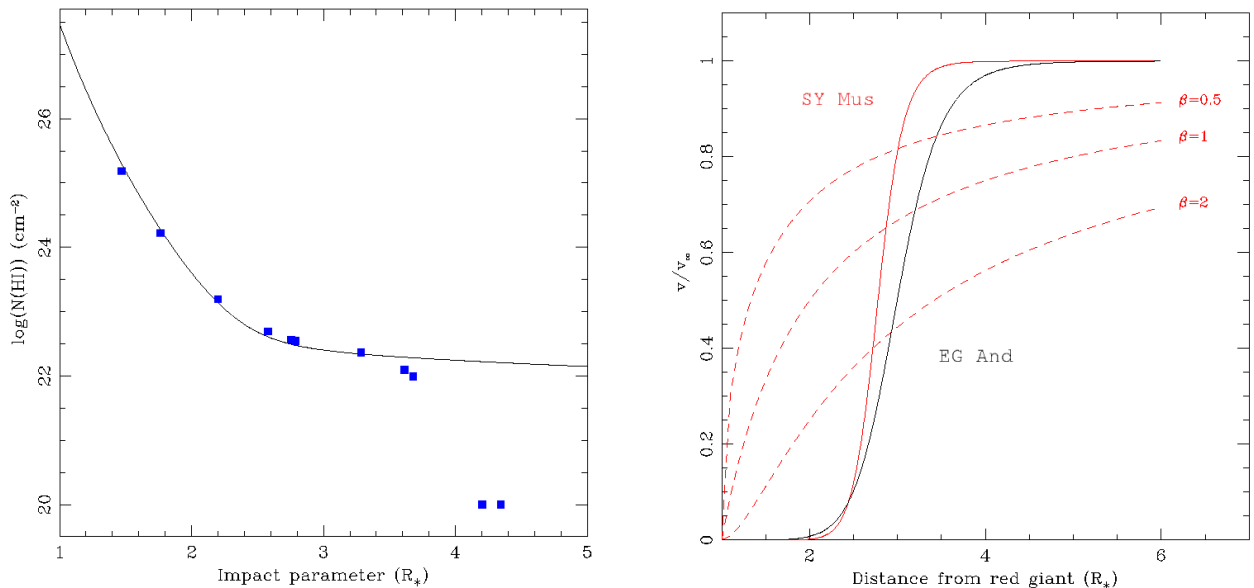 log(N(HI)) (cm⁻²)
26
24
22
20
1
2
3
4
5
Impact parameter (R*)
v/v∞
1
0.8
0.6
0.4
0.2
0
SY Mus
EG And
β=0.5
β=1
β=2
2
4
6
Distance from red giant (R*)